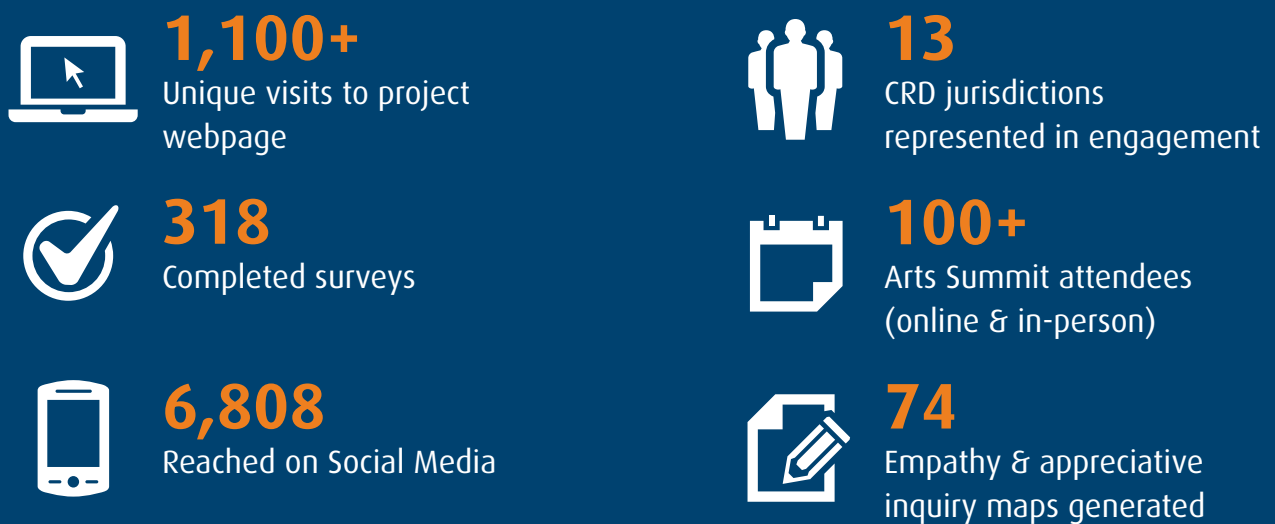 1,100+
Unique visits to project
webpage
318
Completed surveys
6,808
Reached on Social Media
13
CRD jurisdictions
represented in engagement
100+
Arts Summit attendees
(online & in-person)
74
Empathy & appreciative
inquiry maps generated